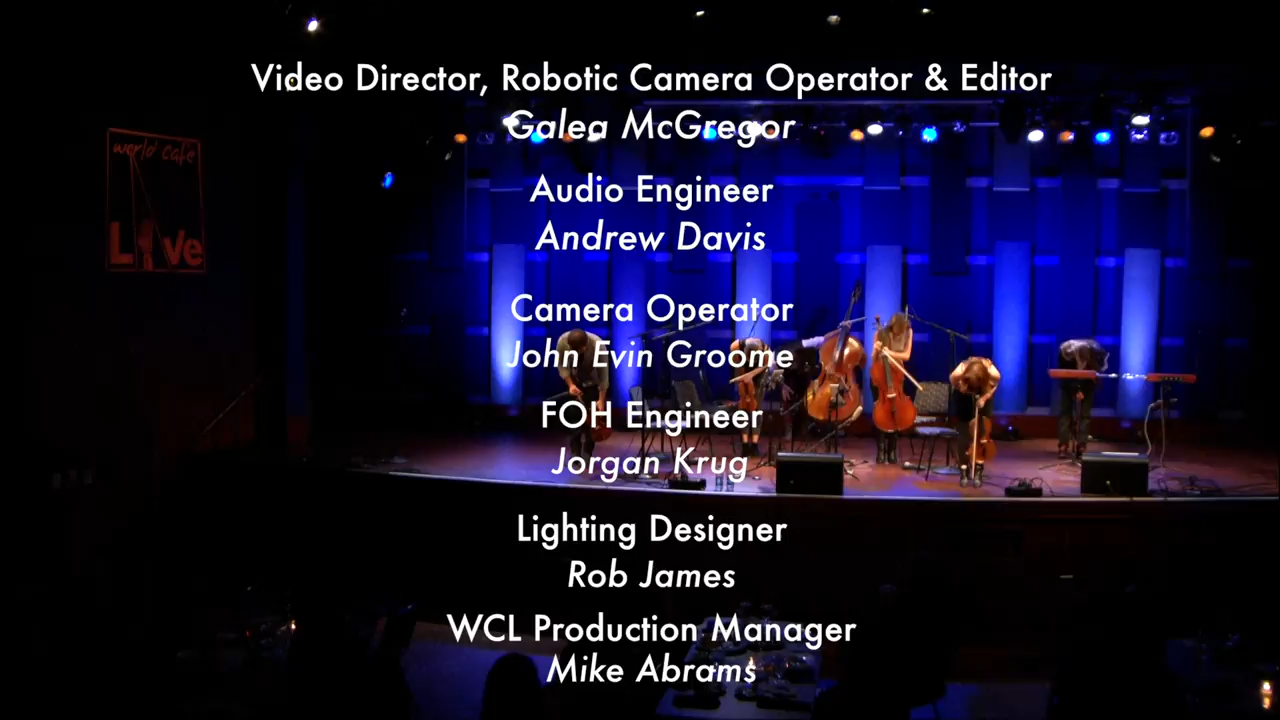 Video Director, Robotic Camera Operator & Editor
Galea McGregor
Audio Engineer
Andrew Davis
Camera Operator
John Evin Groome
FOH Engineer
Jorgan Krug
Lighting Designer
Rob James
WCL Production Manager
Mike Abrams
world cafe
Live